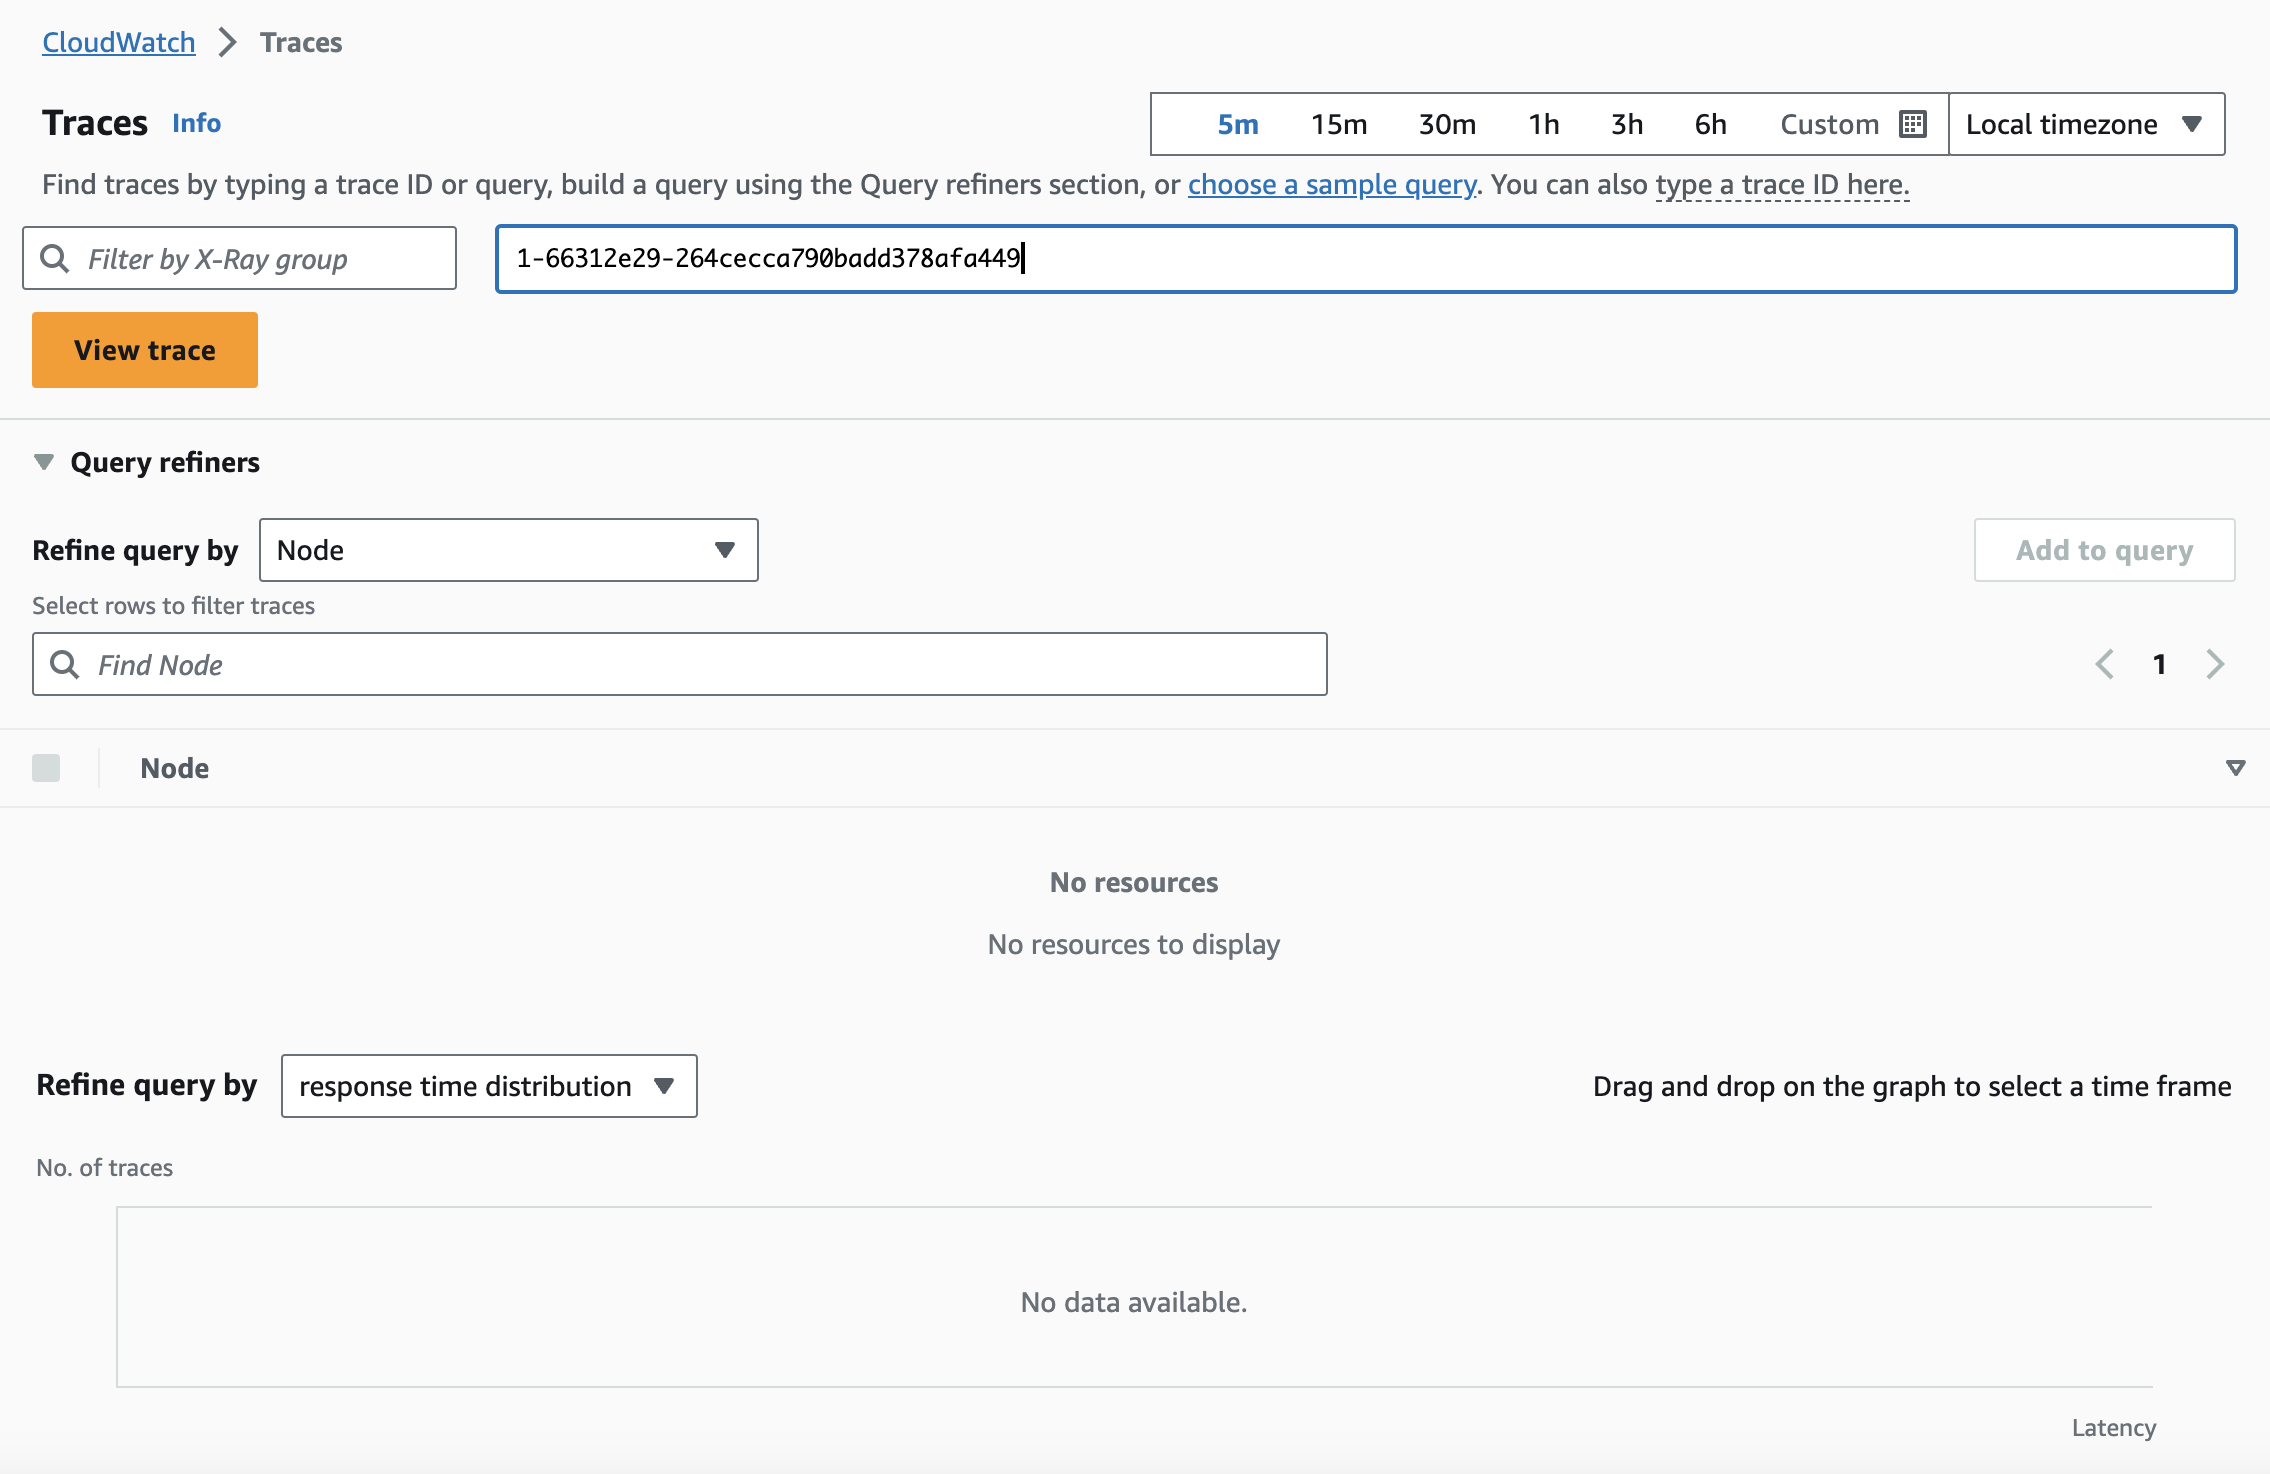 CloudWatch > Traces
Traces Info
5m 15m 30m 1h 3h 6h Custom Local timezone
Find traces by typing a trace ID or query, build a query using the Query refiners section, or choose a sample query. You can also type a trace ID here.
Filter by X-Ray group
1-66312e29-264cecca790badd378afa449
View trace
Query refiners
Refine query by Node Add to query
Select rows to filter traces
Find Node
1
Node
No resources
No resources to display
Refine query by response time distribution Drag and drop on the graph to select a time frame
No. of traces
No data available.
Latency